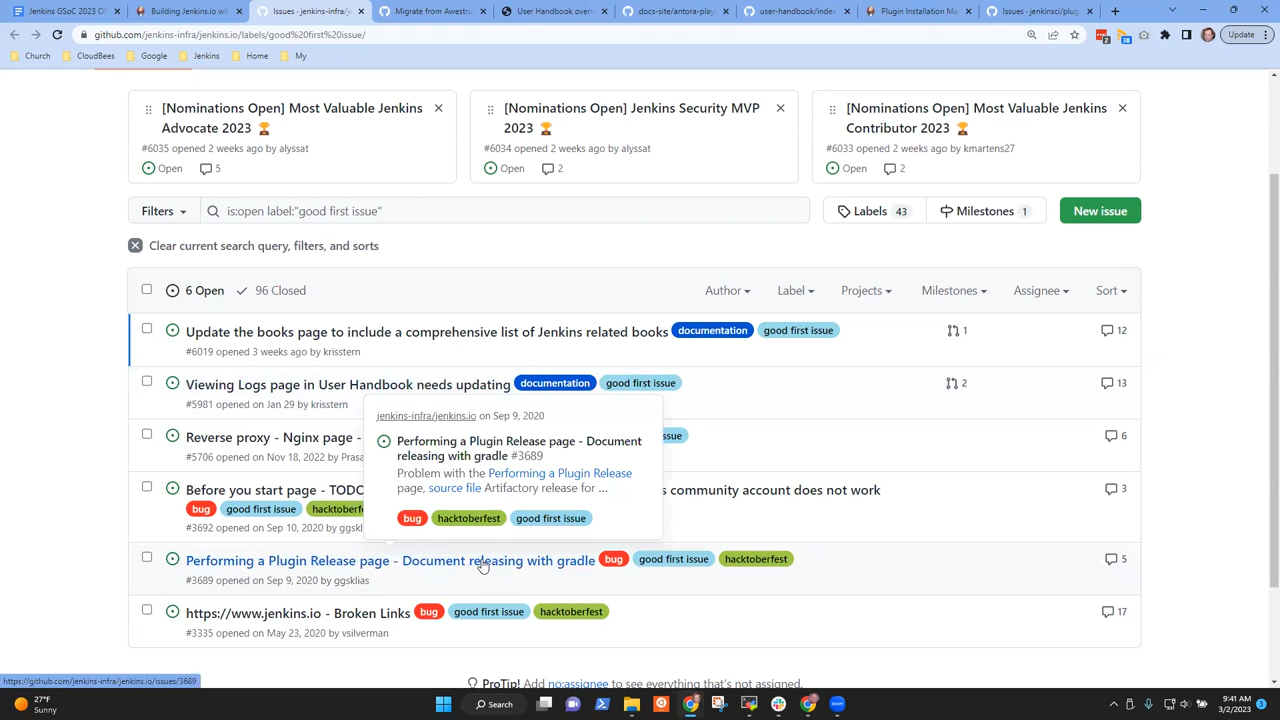 Jenkins GSoC 2023 Of
Building Jenkins.io wit
Issues · jenkins-infra/je
Migrate from Awestru
User Handbook over
docs-site/antora-play
user-handbook/index
Plugin Installation Ma
Issues · jenkinsci/plug
github.com/jenkins-infra/jenkins.io/labels/good%20first%20issue/
2
38
Update
Church
CloudBees
Google
Jenkins
Home
My
[Nominations Open] Most Valuable Jenkins
Advocate 2023 🏆
#6035 opened 2 weeks ago by alyssat
Open 5
[Nominations Open] Jenkins Security MVP
2023 🏆
#6034 opened 2 weeks ago by alyssat
Open 2
[Nominations Open] Most Valuable Jenkins
Contributor 2023 🏆
#6033 opened 2 weeks ago by kmartens27
Open 2
Filters
is:open label:"good first issue"
Labels 43
Milestones 1
New issue
Clear current search query, filters, and sorts
6 Open 96 Closed
Author Label Projects Milestones Assignee Sort
Update the books page to include a comprehensive list of Jenkins related books documentation good first issue 1 12
#6019 opened 3 weeks ago by krisstern
Viewing Logs page in User Handbook needs updating documentation good first issue 2 13
#5981 opened on Jan 29 by krisstern
jenkins-infra/jenkins.io on Sep 9, 2020
Performing a Plugin Release page - Document
releasing with gradle #3689
Problem with the Performing a Plugin Release
page, source file Artifactory release for ...
bug hacktoberfest good first issue
Reverse proxy - Nginx page - ssue 6
#5706 opened on Nov 18, 2022 by Prasa
Before you start page - TODO s community account does not work 3
bug good first issue hacktoberf
#3692 opened on Sep 10, 2020 by ggskli
Performing a Plugin Release page - Document releasing with gradle bug good first issue hacktoberfest 5
#3689 opened on Sep 9, 2020 by ggsklias
https://www.jenkins.io - Broken Links bug good first issue hacktoberfest 17
#3335 opened on May 23, 2020 by vsilverman
ProTip! Add no:assignee to see everything that's not assigned.
https://github.com/jenkins-infra/jenkins.io/issues/3689
27°F
Sunny
Search
9:41 AM
3/2/2023